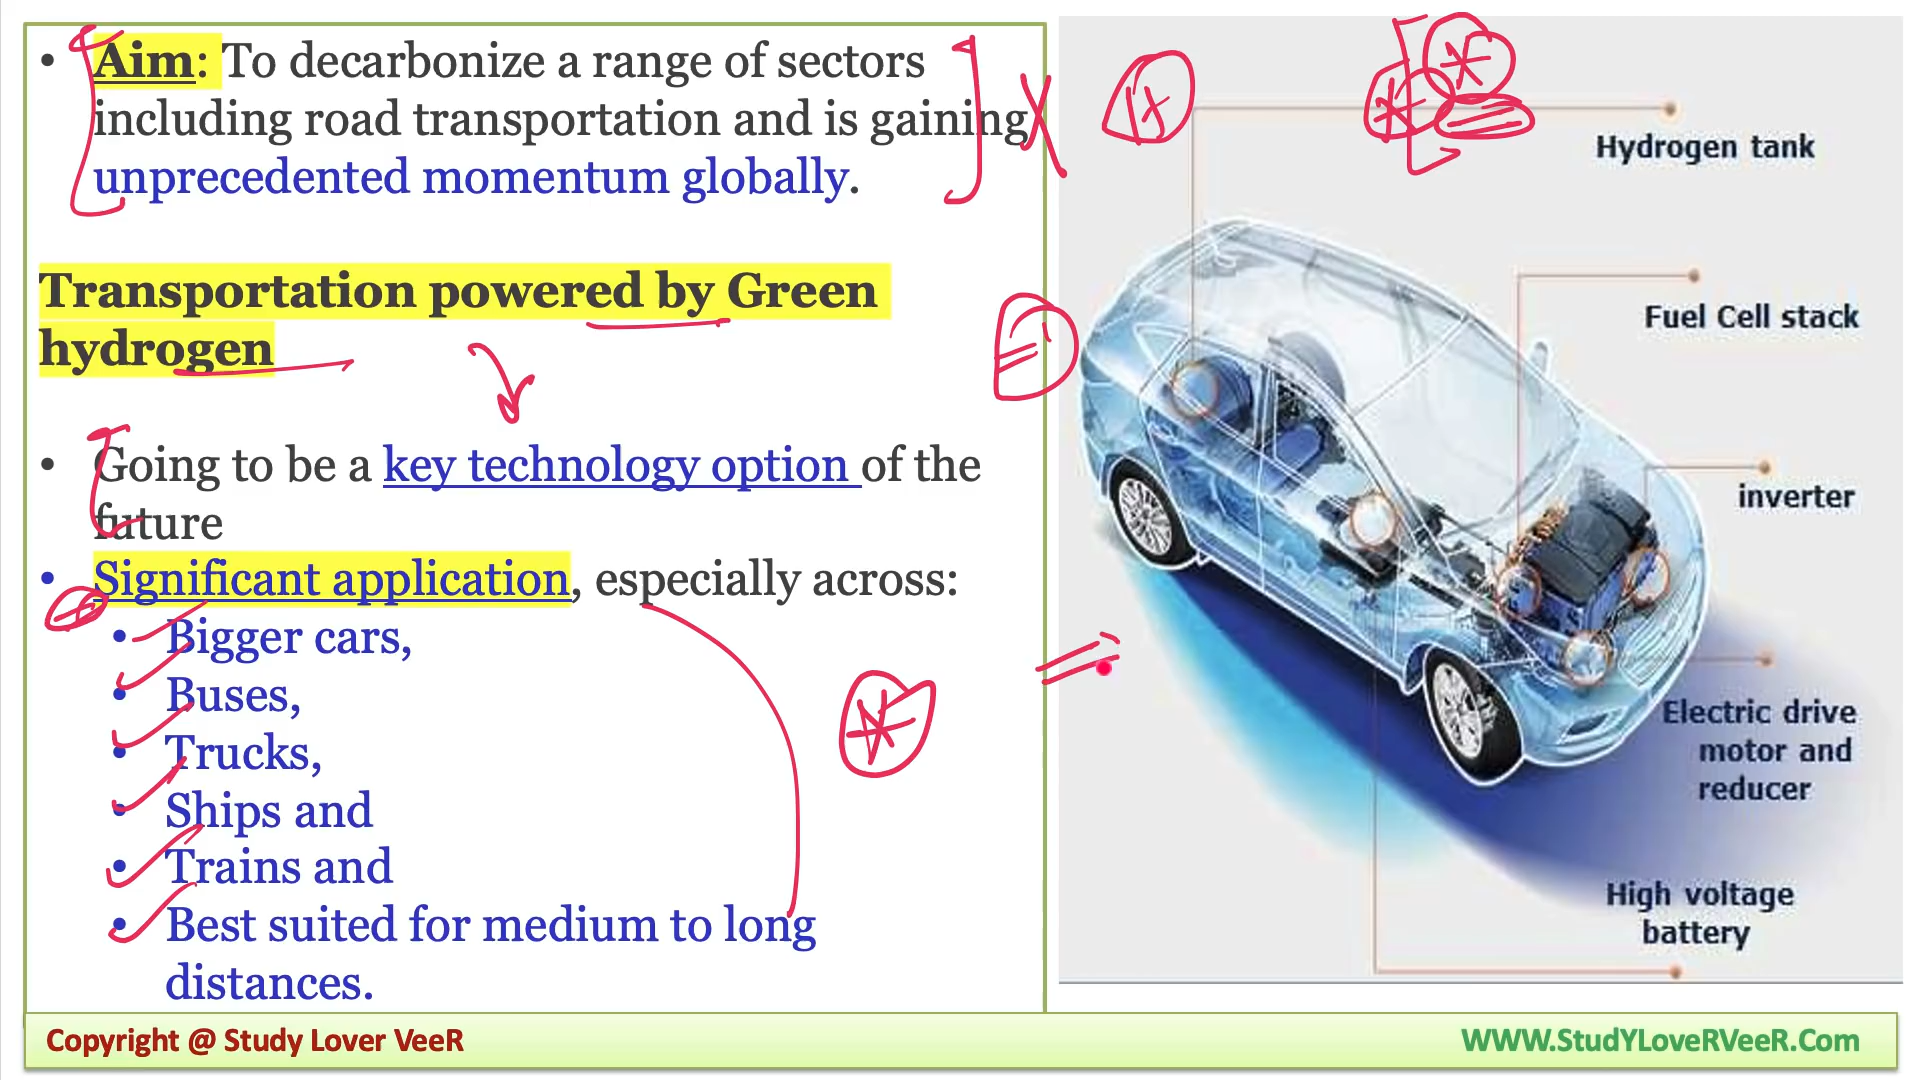 • Aim: To decarbonize a range of sectors
including road transportation and is gaining
unprecedented momentum globally.
Transportation powered by Green
hydrogen
• Going to be a key technology option of the
future
• Significant application, especially across:
• Bigger cars,
• Buses,
• Trucks,
• Ships and
• Trains and
• Best suited for medium to long
distances.
Hydrogen tank
Fuel Cell stack
inverter
Electric drive
motor and
reducer
High voltage
battery
Copyright @ Study Lover VeeR
WWW.StudYLoveRVeeR.Com